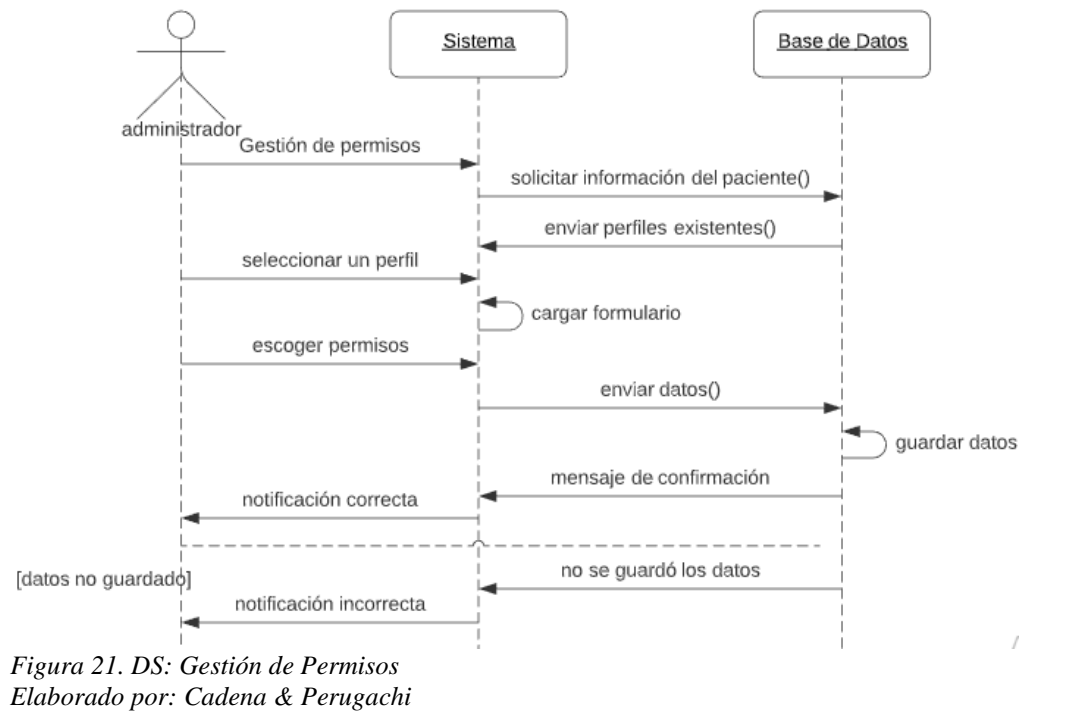 Sistema
Base de Datos
administrador
Gestión de permisos
solicitar información del paciente()
enviar perfiles existentes()
seleccionar un perfil
cargar formulario
escoger permisos
enviar datos()
guardar datos
mensaje de confirmación
notificación correcta
[datos no guardado]
no se guardó los datos
notificación incorrecta
Figura 21. DS: Gestión de Permisos
Elaborado por: Cadena & Perugachi